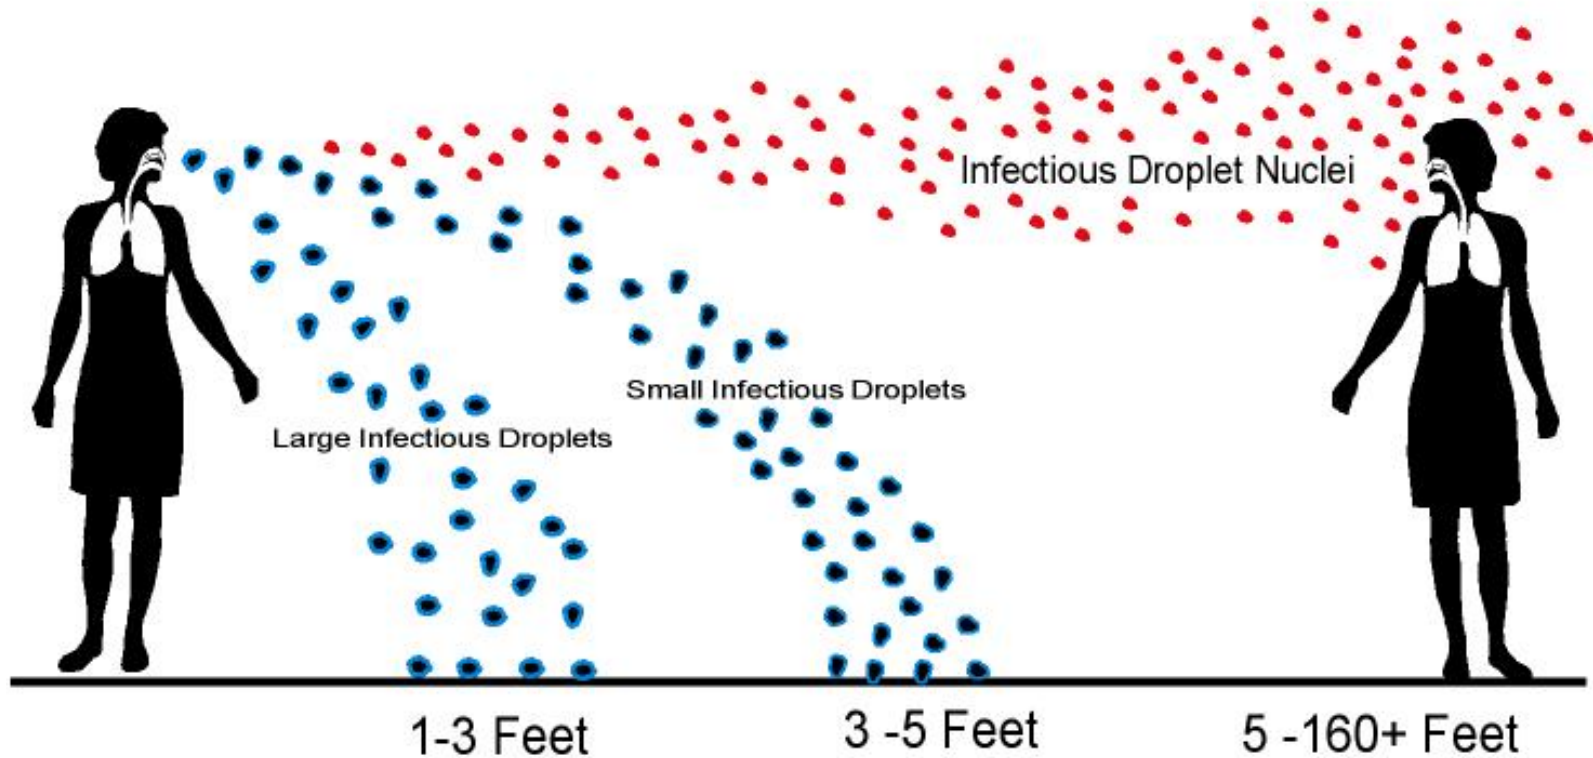 Infectious Droplet Nuclei
Small Infectious Droplets
Large Infectious Droplets
1-3 Feet
3 -5 Feet
5 -160+ Feet